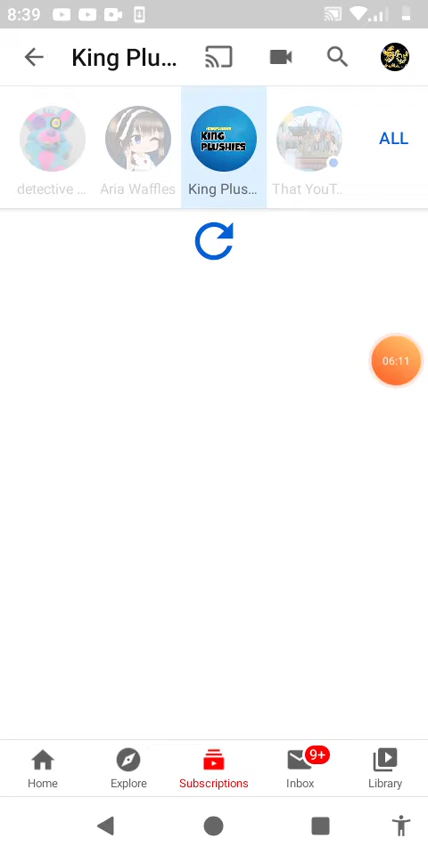 8:39
King Plu...
KING
PLUSHIES
ALL
detective ...
Aria Waffles
King Plus...
That YouT..
06:11
9+
Home
Explore
Subscriptions
Inbox
Library